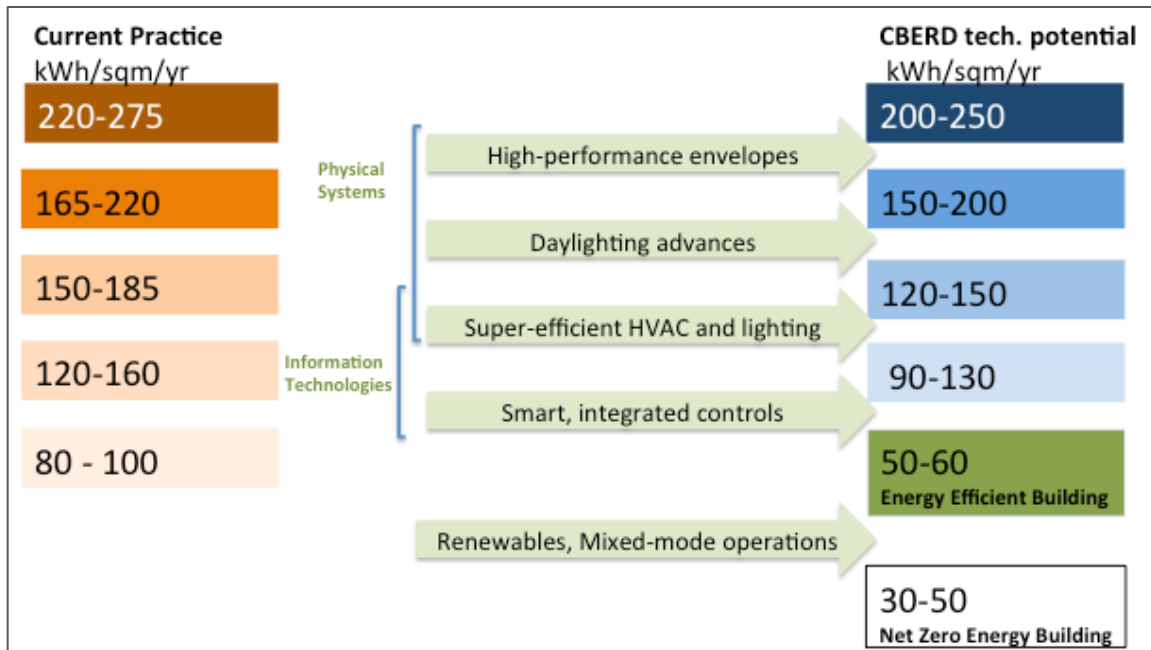 Current Practice
kWh/sqm/yr
220-275
165-220
150-185
120-160
80 - 100
Physical
Systems
Information
Technologies
High-performance envelopes
Daylighting advances
Super-efficient HVAC and lighting
Smart, integrated controls
Renewables, Mixed-mode operations
CBERD tech. potential
kWh/sqm/yr
200-250
150-200
120-150
90-130
50-60
Energy Efficient Building
30-50
Net Zero Energy Building